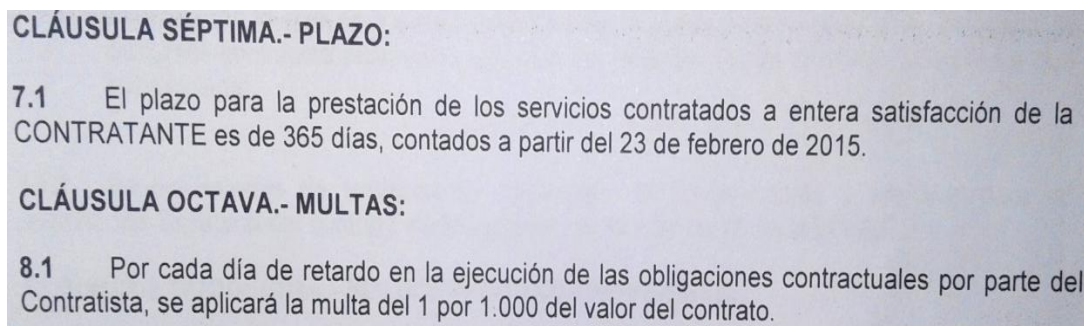 CLÁUSULA SÉPTIMA.- PLAZO:
7.1 El plazo para la prestación de los servicios contratados a entera satisfacción de la
CONTRATANTE es de 365 días, contados a partir del 23 de febrero de 2015.
CLÁUSULA OCTAVA.- MULTAS:
8.1 Por cada día de retardo en la ejecución de las obligaciones contractuales por parte del
Contratista, se aplicará la multa del 1 por 1.000 del valor del contrato.